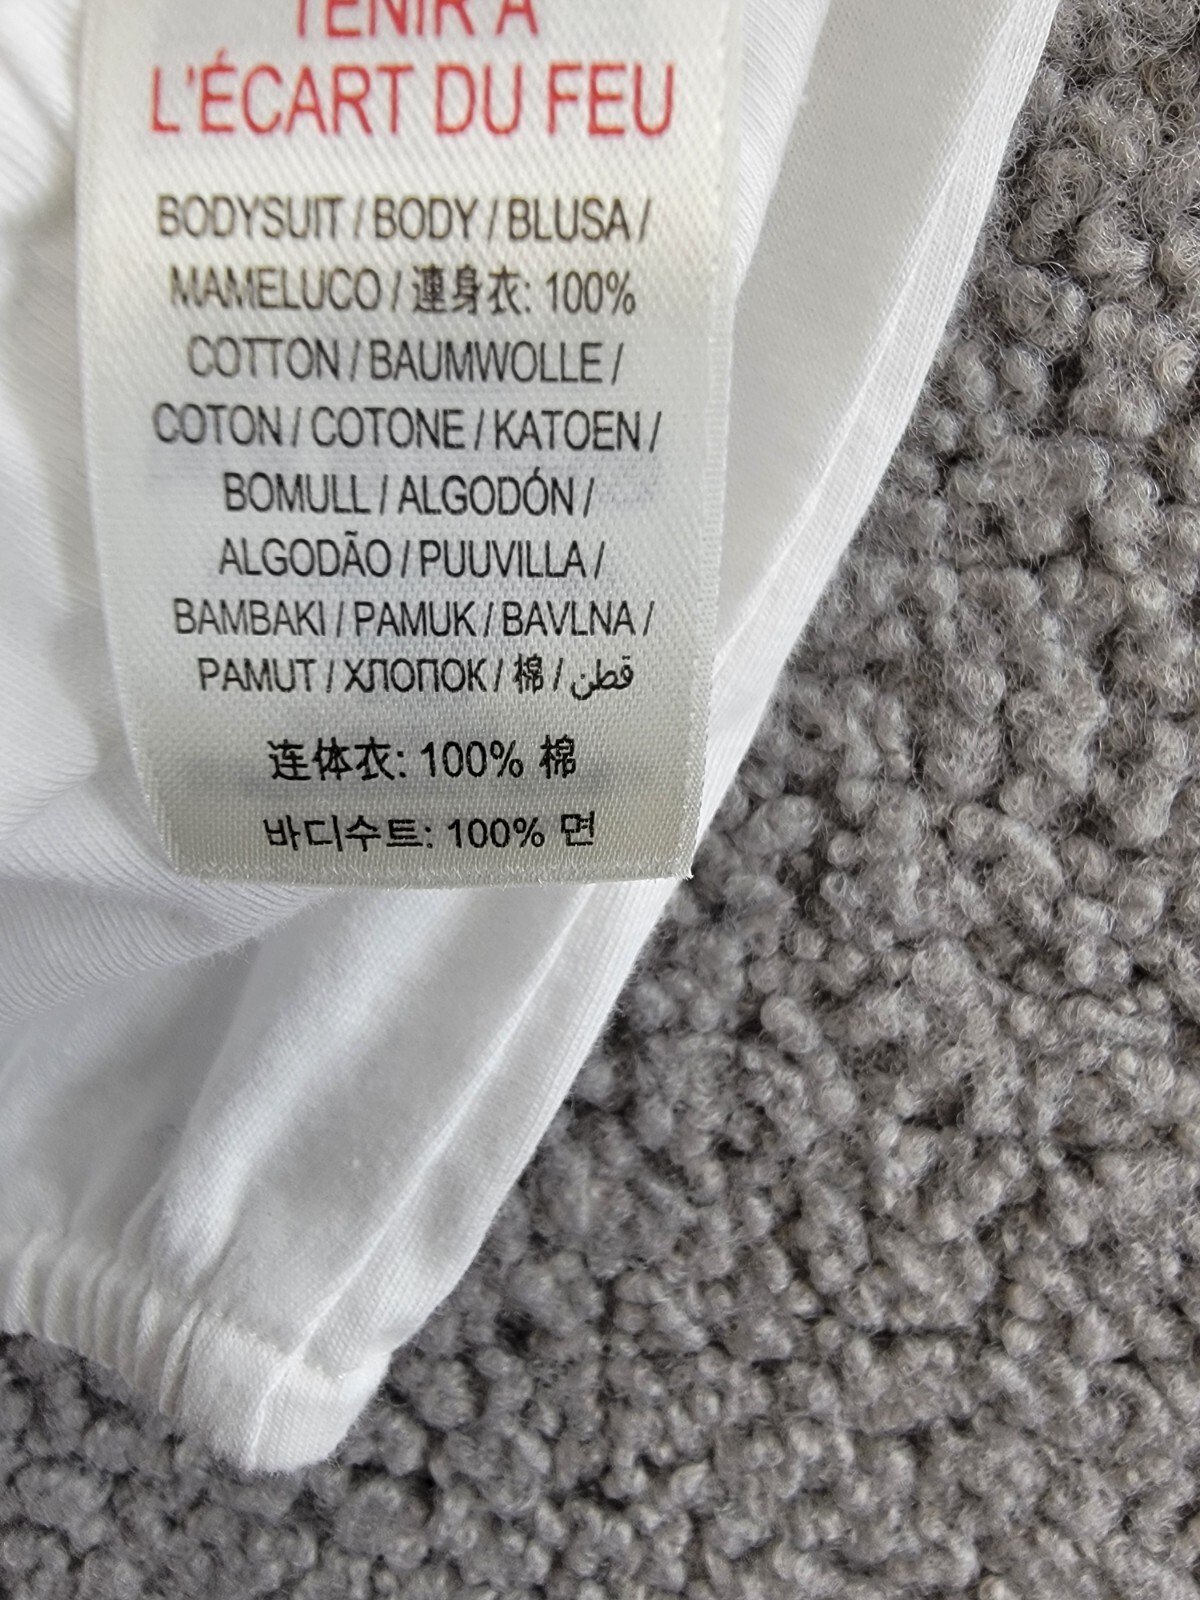 TENIR À
L'ÉCART DU FEU
BODYSUIT / BODY / BLUSA /
MAMELUCO / 連身衣: 100%
COTTON / BAUMWOLLE /
COTON / COTONE / KATOEN /
BOMULL / ALGODÓN /
ALGODÃO / PUUVILLA /
BAMBAKI / PAMUK / BAVLNA /
PAMUT / ХЛОПОК / 棉 / قطن
连体衣: 100% 棉
바디수트: 100% 면